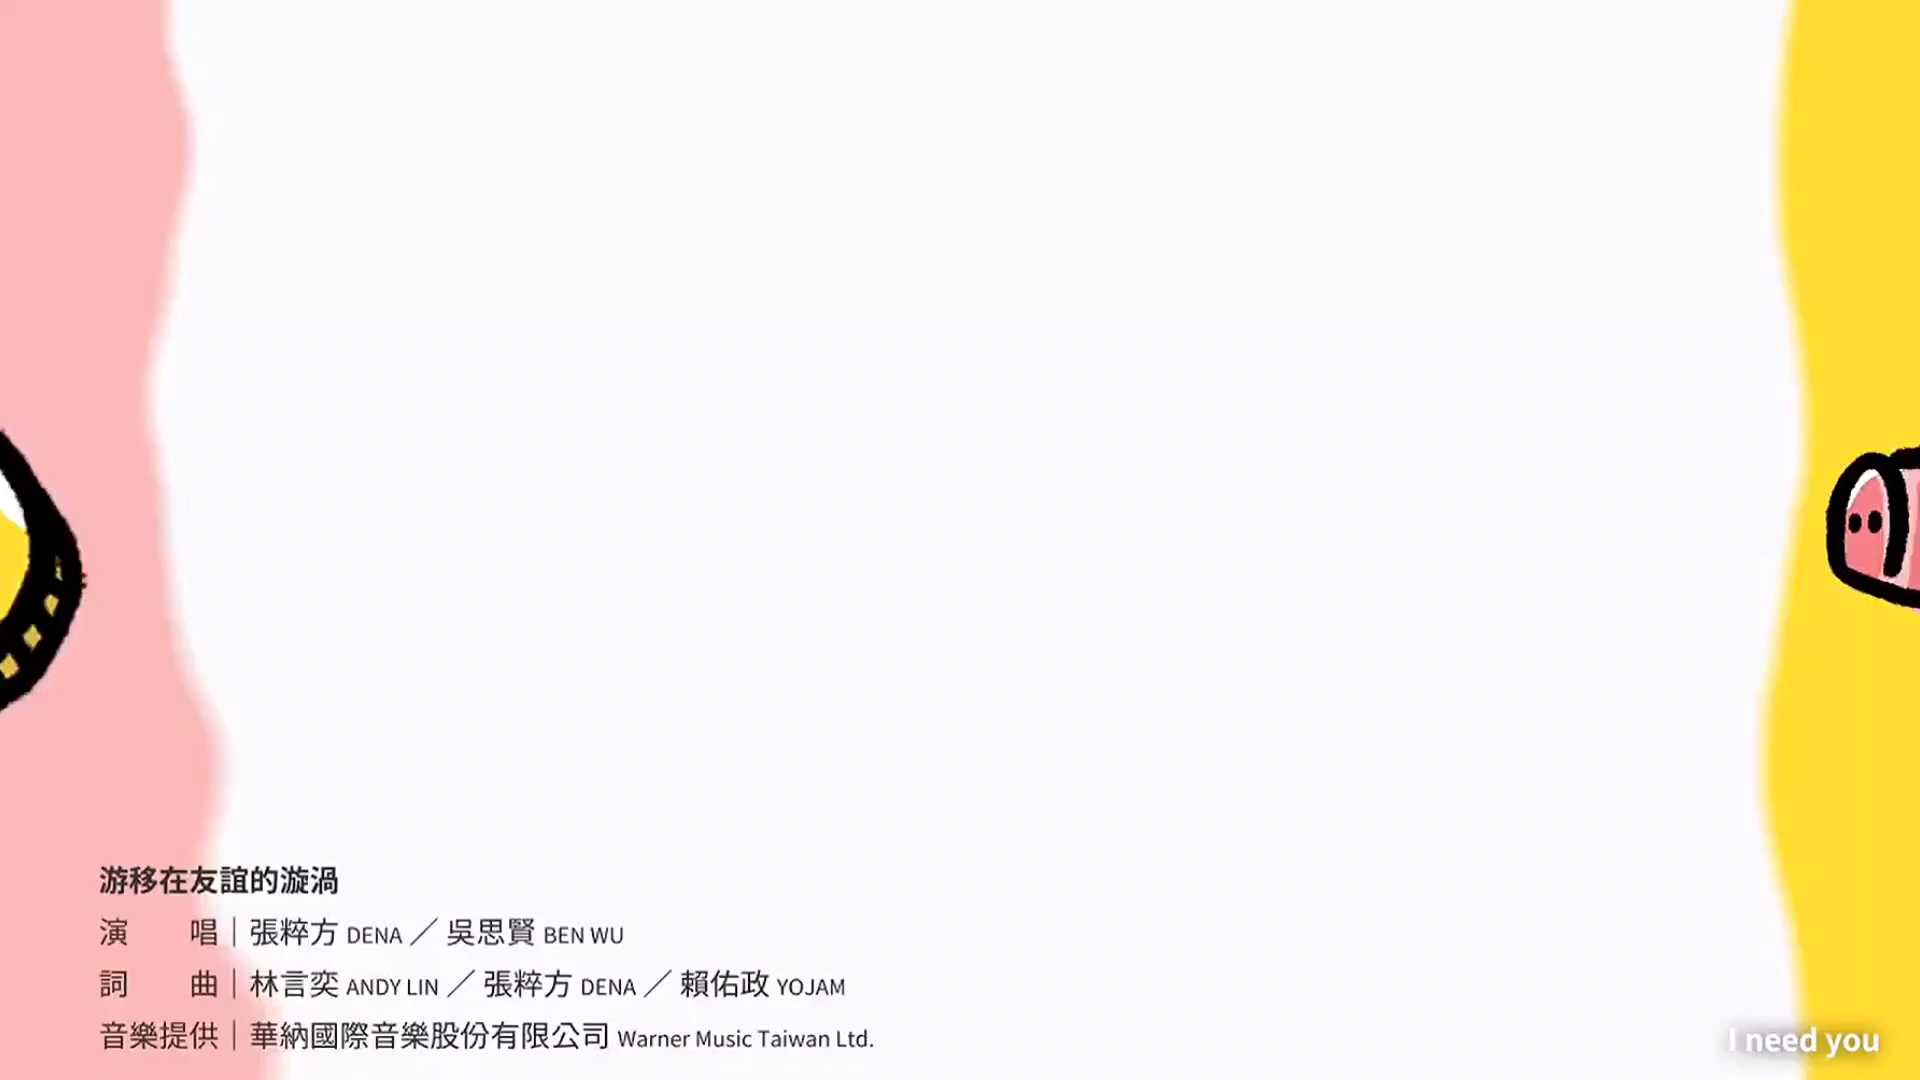 游移在友誼的漩渦
演　　唱｜張粹方 DENA ／ 吳思賢 BEN WU
詞　　曲｜林言奕 ANDY LIN ／ 張粹方 DENA ／ 賴佑政 YOJAM
音樂提供｜華納國際音樂股份有限公司 Warner Music Taiwan Ltd.
I need you